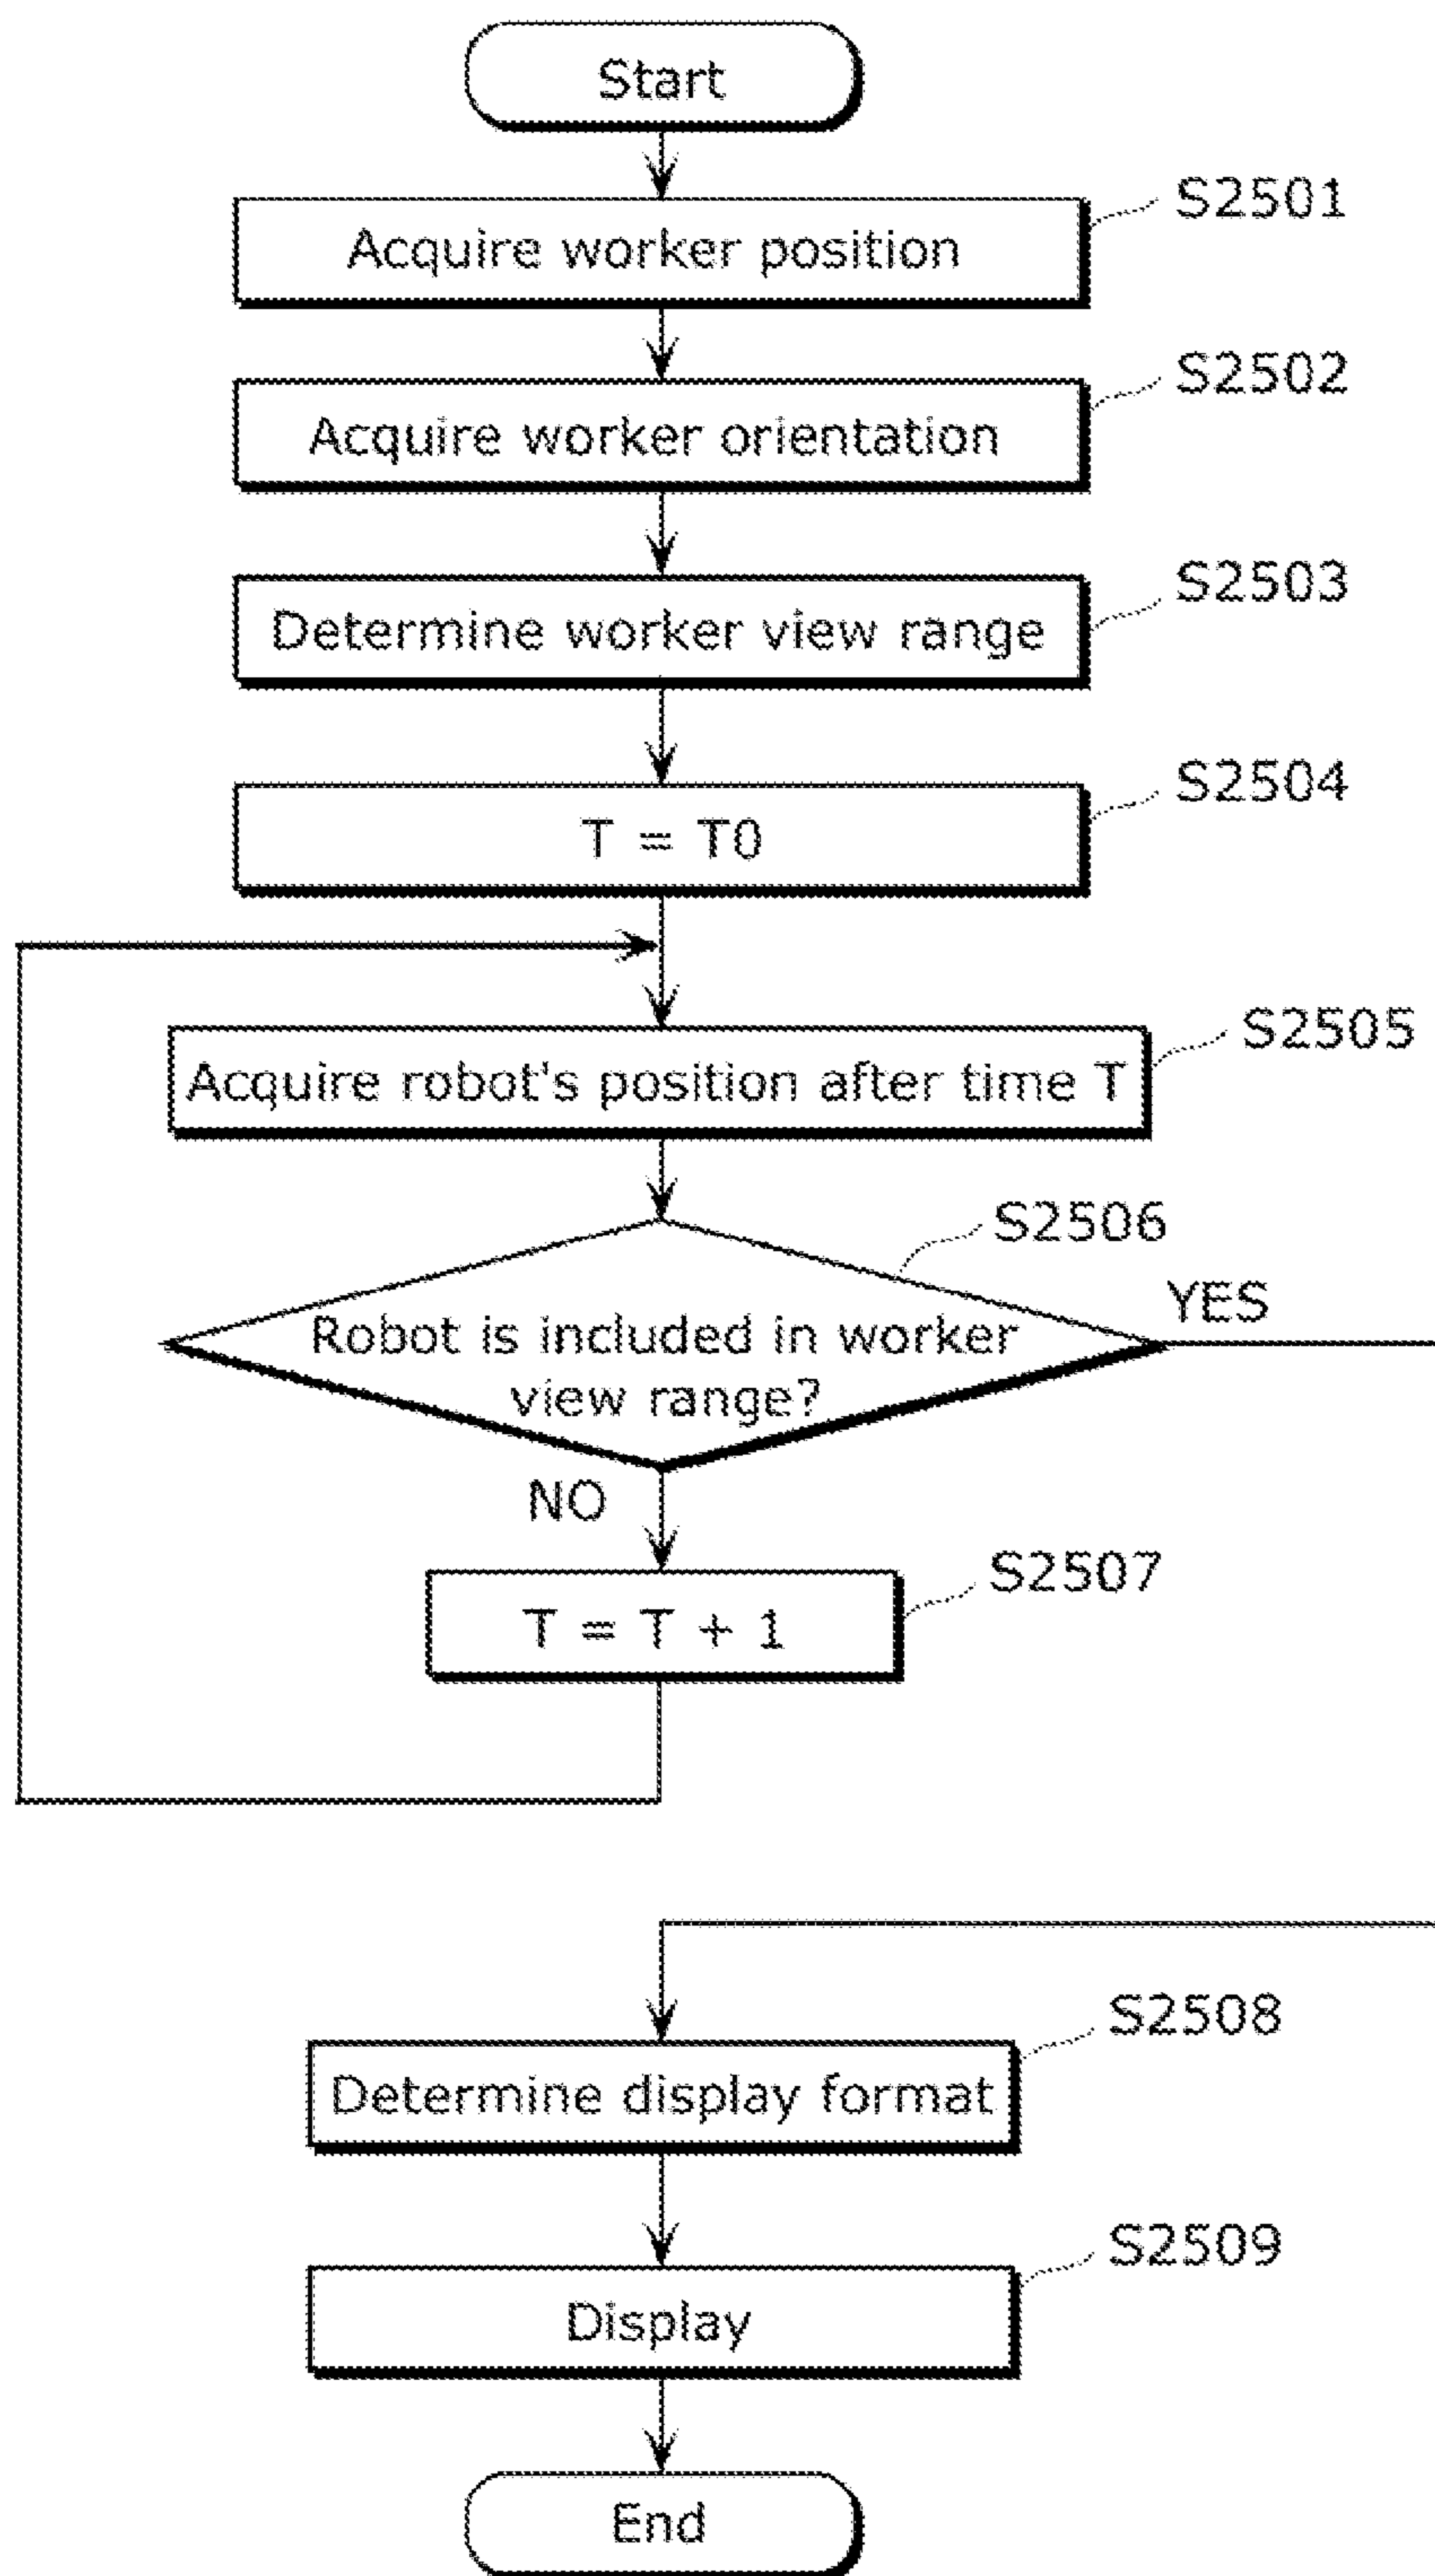 Start
S2501
Acquire worker position
S2502
Acquire worker orientation
S2503
Determine worker view range
S2504
T = T0
S2505
Acquire robot's position after time T
S2506
YES
Robot is included in worker
view range?
NO
S2507
T = T + 1
S2508
Determine display format
S2509
Display
End